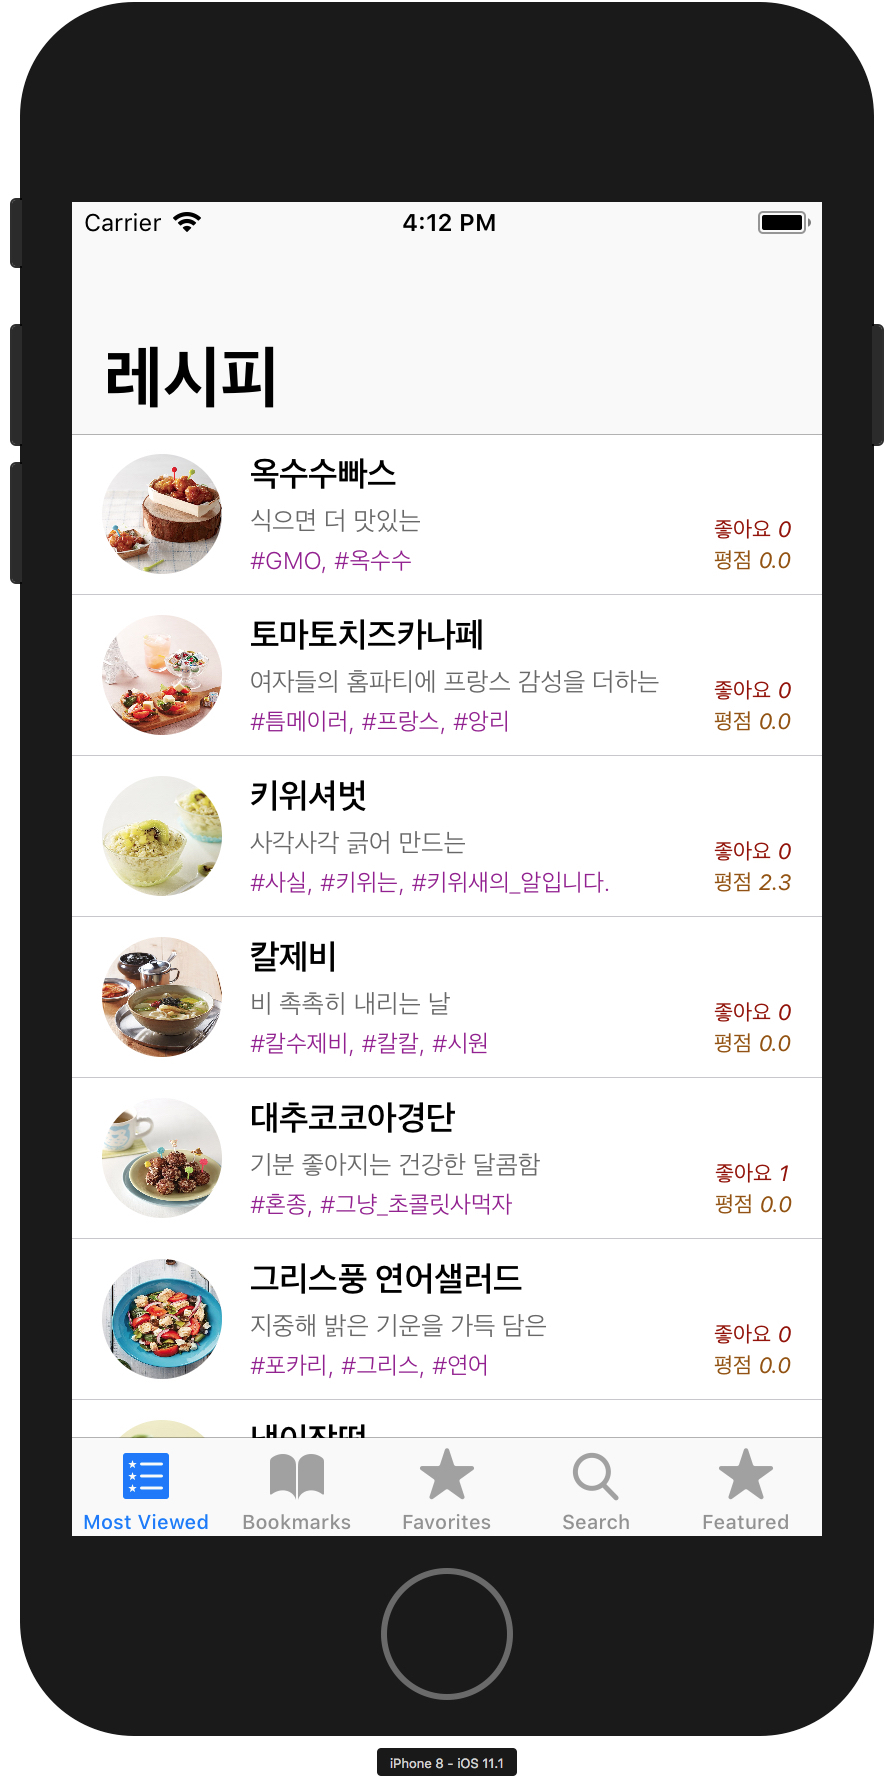 Carrier 4:12 PM
레시피
옥수수빠스
식으면 더 맛있는
#GMO, #옥수수
좋아요 0
평점 0.0
토마토치즈카나페
여자들의 홈파티에 프랑스 감성을 더하는
#틈메이러, #프랑스, #앙리
좋아요 0
평점 0.0
키위셔벗
사각사각 긁어 만드는
#사실, #키위는, #키위새의_알입니다.
좋아요 0
평점 2.3
칼제비
비 촉촉히 내리는 날
#칼수제비, #칼칼, #시원
좋아요 0
평점 0.0
대추코코아경단
기분 좋아지는 건강한 달콤함
#혼종, #그냥_초콜릿사먹자
좋아요 1
평점 0.0
그리스풍 연어샐러드
지중해 밝은 기운을 가득 담은
#포카리, #그리스, #연어
좋아요 0
평점 0.0
Most Viewed Bookmarks Favorites Search Featured
iPhone 8 - iOS 11.1